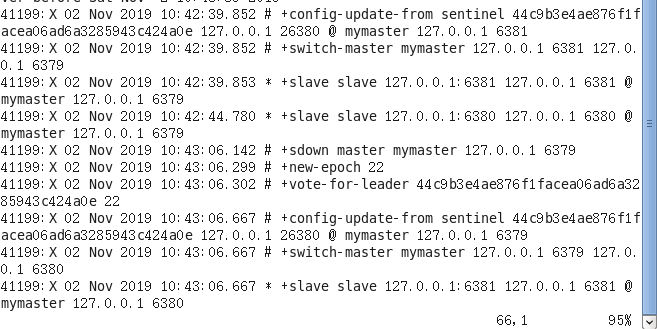 41199:X 02 Nov 2019 10:42:39.852 # +config-update-from sentinel 44c9b3e4ae876f1f
acea06ad6a3285943c424a0e 127.0.0.1 26380 @ mymaster 127.0.0.1 6381
41199:X 02 Nov 2019 10:42:39.852 # +switch-master mymaster 127.0.0.1 6381 127.0.
0.1 6379
41199:X 02 Nov 2019 10:42:39.853 * +slave slave 127.0.0.1:6381 127.0.0.1 6381 @
mymaster 127.0.0.1 6379
41199:X 02 Nov 2019 10:42:44.780 * +slave slave 127.0.0.1:6380 127.0.0.1 6380 @
mymaster 127.0.0.1 6379
41199:X 02 Nov 2019 10:43:06.142 # +sdown master mymaster 127.0.0.1 6379
41199:X 02 Nov 2019 10:43:06.299 # +new-epoch 22
41199:X 02 Nov 2019 10:43:06.302 # +vote-for-leader 44c9b3e4ae876f1facea06ad6a32
85943c424a0e 22
41199:X 02 Nov 2019 10:43:06.667 # +config-update-from sentinel 44c9b3e4ae876f1f
acea06ad6a3285943c424a0e 127.0.0.1 26380 @ mymaster 127.0.0.1 6379
41199:X 02 Nov 2019 10:43:06.667 # +switch-master mymaster 127.0.0.1 6379 127.0.
0.1 6380
41199:X 02 Nov 2019 10:43:06.667 * +slave slave 127.0.0.1:6381 127.0.0.1 6381 @
mymaster 127.0.0.1 6380
66,1 95%